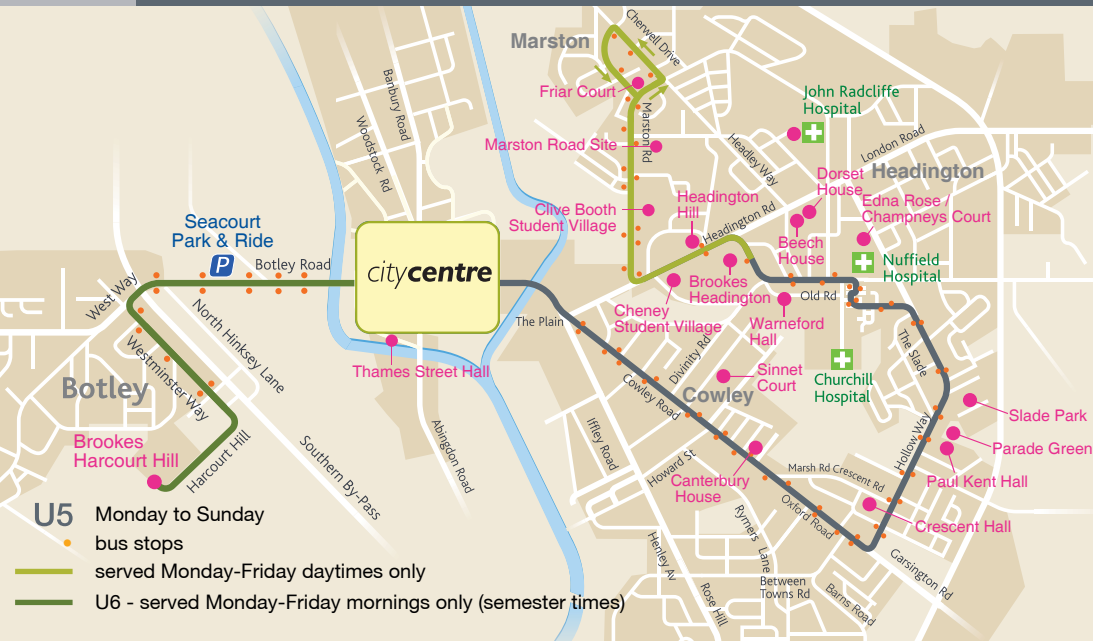 Marston
Cherwell Drive
Friar Court
Banbury Road
Woodstock Rd
Marston Rd
Marston Road Site
John Radcliffe
Hospital
Headley Way
London Road
Headington
Dorset
House
Edna Rose /
Champneys Court
Headington
Hill
Headington Rd
Clive Booth
Student Village
Beech
House
Nuffield
Hospital
Seacourt
Park & Ride
P
Botley Road
citycentre
West Way
Brookes
Headington
Cheney
Student Village
Old Rd
Warneford
Hall
The Plain
North Hinksey Lane
Westminster Way
Thames Street Hall
Divinity Rd
The Slade
Churchill
Hospital
Sinnet
Court
Cowley
Cowley Road
Botley
Slade Park
Parade Green
Paul Kent Hall
Hollow Way
Iffley Road
Abingdon Road
Brookes
Harcourt Hill
Harcourt Hill
Southern By-Pass
Howard St
Canterbury
House
Marsh Rd
Crescent Rd
Crescent Hall
Oxford Road
Rymers Lane
Garsington Rd
Between
Towns Rd
Barns Road
Henley Av
Rose Hill
U5 Monday to Sunday
bus stops
served Monday-Friday daytimes only
U6 - served Monday-Friday mornings only (semester times)